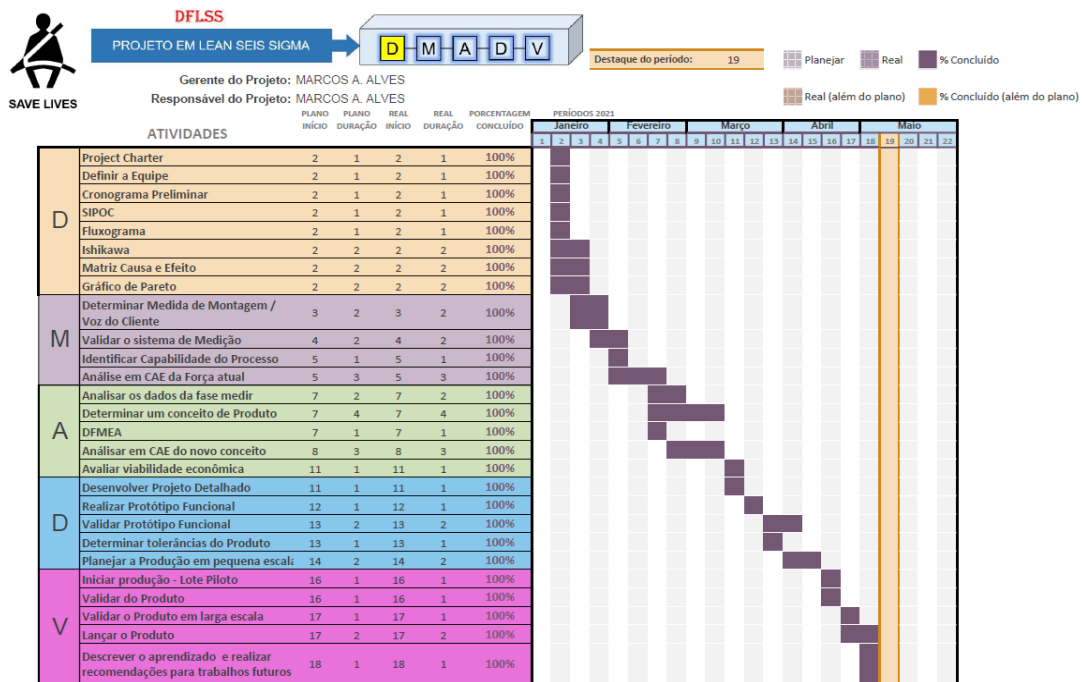 DFLSS
PROJETO EM LEAN SEIS SIGMA
D M A D V
SAVE LIVES
Gerente do Projeto: MARCOS A. ALVES
Responsável do Projeto: MARCOS A. ALVES
Destaque do período: 19
Planejar
Real
% Concluído
Real (além do plano)
% Concluído (além do plano)
ATIVIDADES
PLANO INÍCIO
PLANO DURAÇÃO
REAL INÍCIO
REAL DURAÇÃO
PORCENTAGEM CONCLUÍDO
PERÍODOS 2021
Janeiro Fevereiro Março Abril Maio
1 2 3 4 5 6 7 8 9 10 11 12 13 14 15 16 17 18 19 20 21 22
D
Project Charter 2 1 2 1 100%
Definir a Equipe 2 1 2 1 100%
Cronograma Preliminar 2 1 2 1 100%
SIPOC 2 1 2 1 100%
Fluxograma 2 1 2 1 100%
Ishikawa 2 2 2 2 100%
Matriz Causa e Efeito 2 2 2 2 100%
Gráfico de Pareto 2 2 2 2 100%
M
Determinar Medida de Montagem /
Voz do Cliente 3 2 3 2 100%
Validar o sistema de Medição 4 2 4 2 100%
Identificar Capabilidade do Processo 5 1 5 1 100%
Análise em CAE da Força atual 5 3 5 3 100%
A
Analisar os dados da fase medir 7 2 7 2 100%
Determinar um conceito de Produto 7 4 7 4 100%
DFMEA 7 1 7 1 100%
Análisar em CAE do novo conceito 8 3 8 3 100%
Avaliar viabilidade econômica 11 1 11 1 100%
D
Desenvolver Projeto Detalhado 11 1 11 1 100%
Realizar Protótipo Funcional 12 1 12 1 100%
Validar Protótipo Funcional 13 2 13 2 100%
Determinar tolerâncias do Produto 13 1 13 1 100%
Planejar a Produção em pequena escala 14 2 14 2 100%
V
Iniciar produção - Lote Piloto 16 1 16 1 100%
Validar do Produto 16 1 16 1 100%
Validar o Produto em larga escala 17 1 17 1 100%
Lançar o Produto 17 2 17 2 100%
Descrever o aprendizado e realizar
recomendações para trabalhos futuros 18 1 18 1 100%